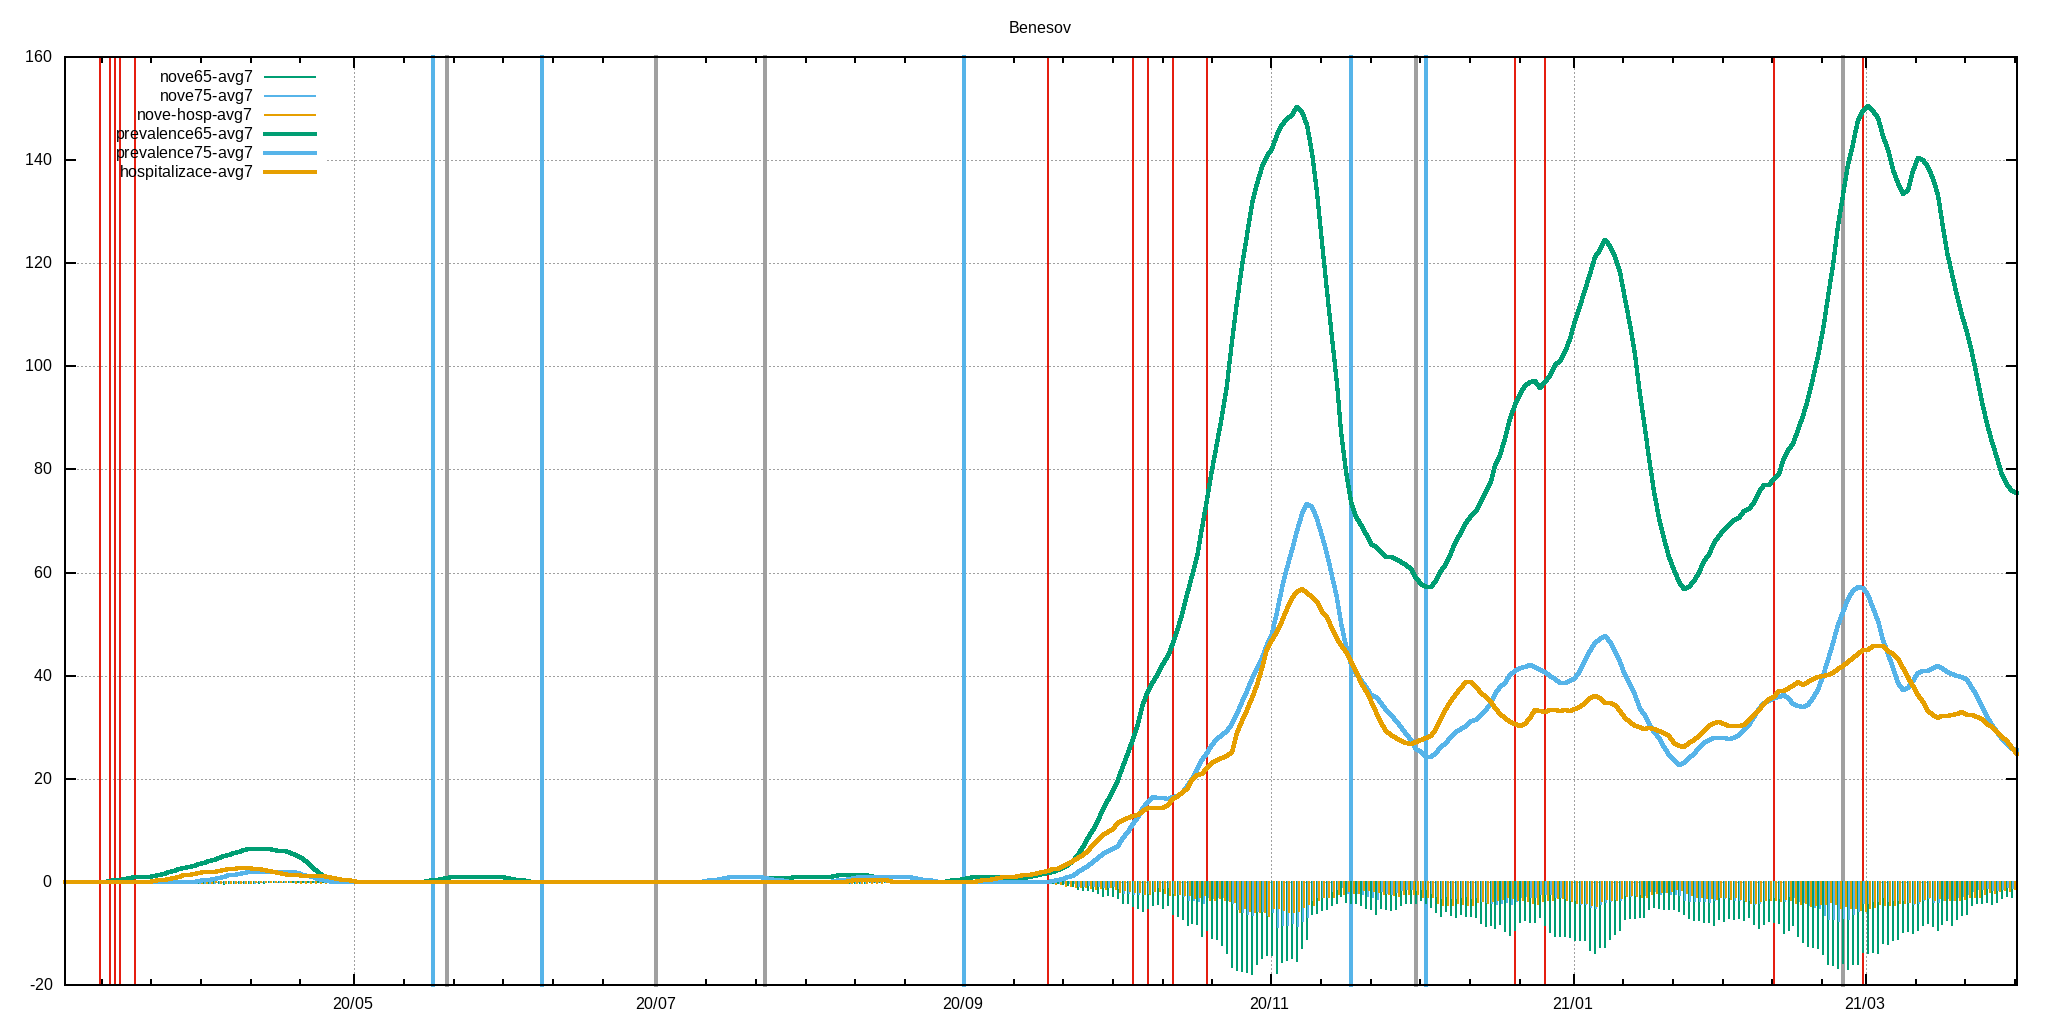 Benesov
160
140
120
100
80
60
40
20
0
-20
nove65-avg7
nove75-avg7
nove-hosp-avg7
prevalence65-avg7
prevalence75-avg7
hospitalizace-avg7
20/05
20/07
20/09
20/11
21/01
21/03